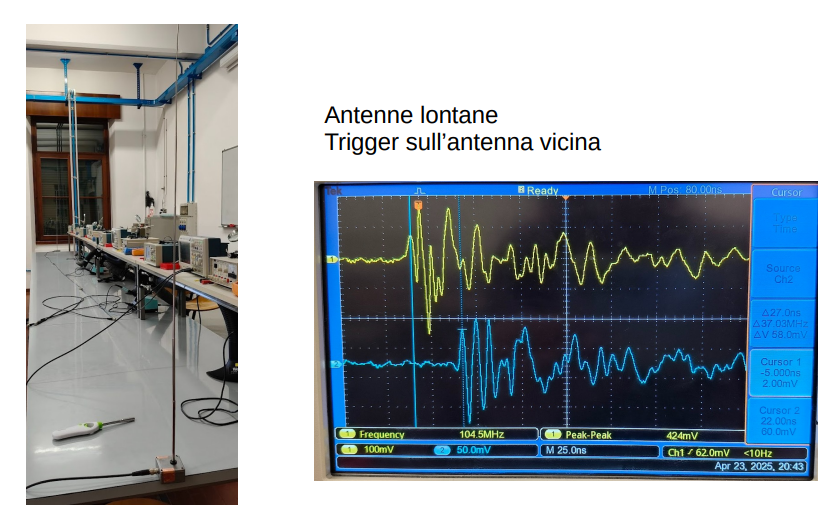 Antenne lontane
Trigger sull’antenna vicina
Tek
Ready
M Pos: 80.00ns
Cursor
Type
Time
Source
Ch2
Δ27.0ns
Δ37.03MHz
ΔV 58.0mV
Cursor 1
-5.000ns
2.00mV
Cursor 2
22.00ns
60.0mV
1 Frequency 104.5MHz
1 Peak-Peak 424mV
1 100mV
2 50.0mV
M 25.0ns
Ch1 62.0mV <10Hz
Apr 23, 2025, 20:43